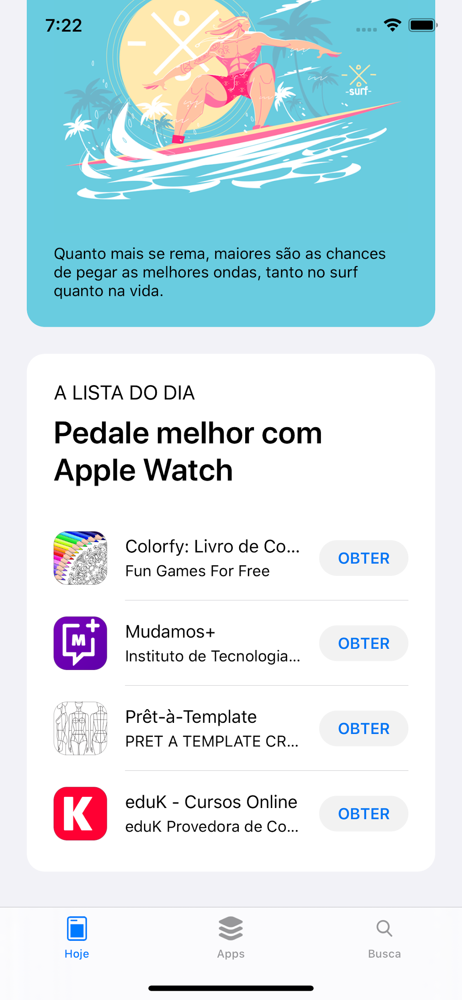 7:22
-surf-
Quanto mais se rema, maiores são as chances
de pegar as melhores ondas, tanto no surf
quanto na vida.
A LISTA DO DIA
Pedale melhor com
Apple Watch
Colorfy: Livro de Co...
Fun Games For Free
OBTER
M
Mudamos+
Instituto de Tecnologia...
OBTER
Prêt-à-Template
PRET A TEMPLATE CR...
OBTER
K
eduK - Cursos Online
eduK Provedora de Co...
OBTER
Hoje
Apps
Busca